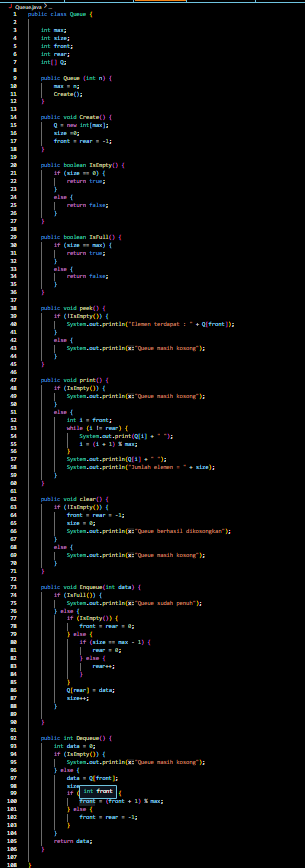 Queue.java > ...
1 public class Queue {
2
3 int max;
4 int size;
5 int front;
6 int rear;
7 int[] Q;
8
9 public Queue (int n) {
10 max = n;
11 Create();
12 }
13
14 public void Create() {
15 Q = new int[max];
16 size =0;
17 front = rear = -1;
18 }
19
20 public boolean IsEmpty() {
21 if (size == 0) {
22 return true;
23 }
24 else {
25 return false;
26 }
27 }
28
29 public boolean IsFull() {
30 if (size == max) {
31 return true;
32 }
33 else {
34 return false;
35 }
36 }
37
38 public void peek() {
39 if (!IsEmpty()) {
40 System.out.println("Elemen terdapat : " + Q[front]);
41 }
42 else {
43 System.out.println(x:"Queue masih kosong");
44 }
45 }
46
47 public void print() {
48 if (IsEmpty()) {
49 System.out.println(x:"Queue masih kosong");
50 }
51 else {
52 int i = front;
53 while (i != rear) {
54 System.out.print(Q[i] + " ");
55 i = (i + 1) % max;
56 }
57 System.out.println(Q[i] + " ");
58 System.out.println("Jumlah elemen = " + size);
59 }
60 }
61
62 public void clear() {
63 if (!IsEmpty()) {
64 front = rear = -1;
65 size = 0;
66 System.out.println(x:"Queue berhasil dikosongkan");
67 }
68 else {
69 System.out.println(x:"Queue masih kosong");
70 }
71 }
72
73 public void Enqueue(int data) {
74 if (IsFull()) {
75 System.out.println(x:"Queue sudah penuh");
76 } else {
77 if (IsEmpty()) {
78 front = rear = 0;
79 } else {
80 if (size == max - 1) {
81 rear = 0;
82 } else {
83 rear++;
84 }
85 }
86 Q[rear] = data;
87 size++;
88 }
89
90 }
91
92 public int Dequeue() {
93 int data = 0;
94 if (IsEmpty()) {
95 System.out.println(x:"Queue masih kosong");
96 } else {
97 data = Q[front];
98 size
99 if ( int front {
100 front = (front + 1) % max;
101 } else {
102 front = rear = -1;
103 }
104 }
105 return data;
106 }
107
108 }